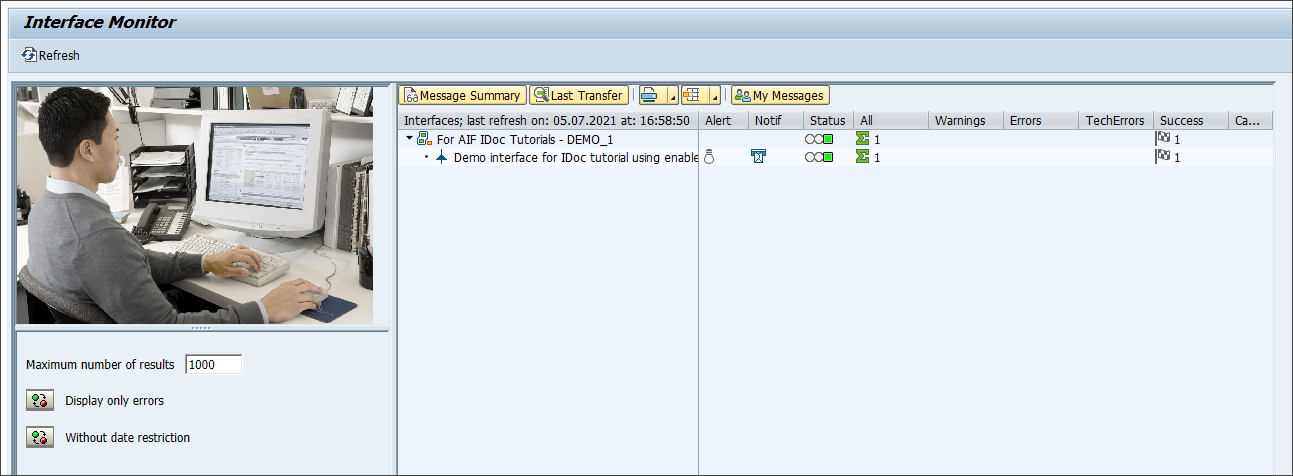 Interface Monitor
Refresh
Message Summary Last Transfer My Messages
Interfaces; last refresh on: 05.07.2021 at: 16:58:50 Alert Notif Status All Warnings Errors TechErrors Success Ca...
For AIF IDoc Tutorials - DEMO_1 1 1
Demo interface for IDoc tutorial using enable 1 1
Maximum number of results 1000
Display only errors
Without date restriction